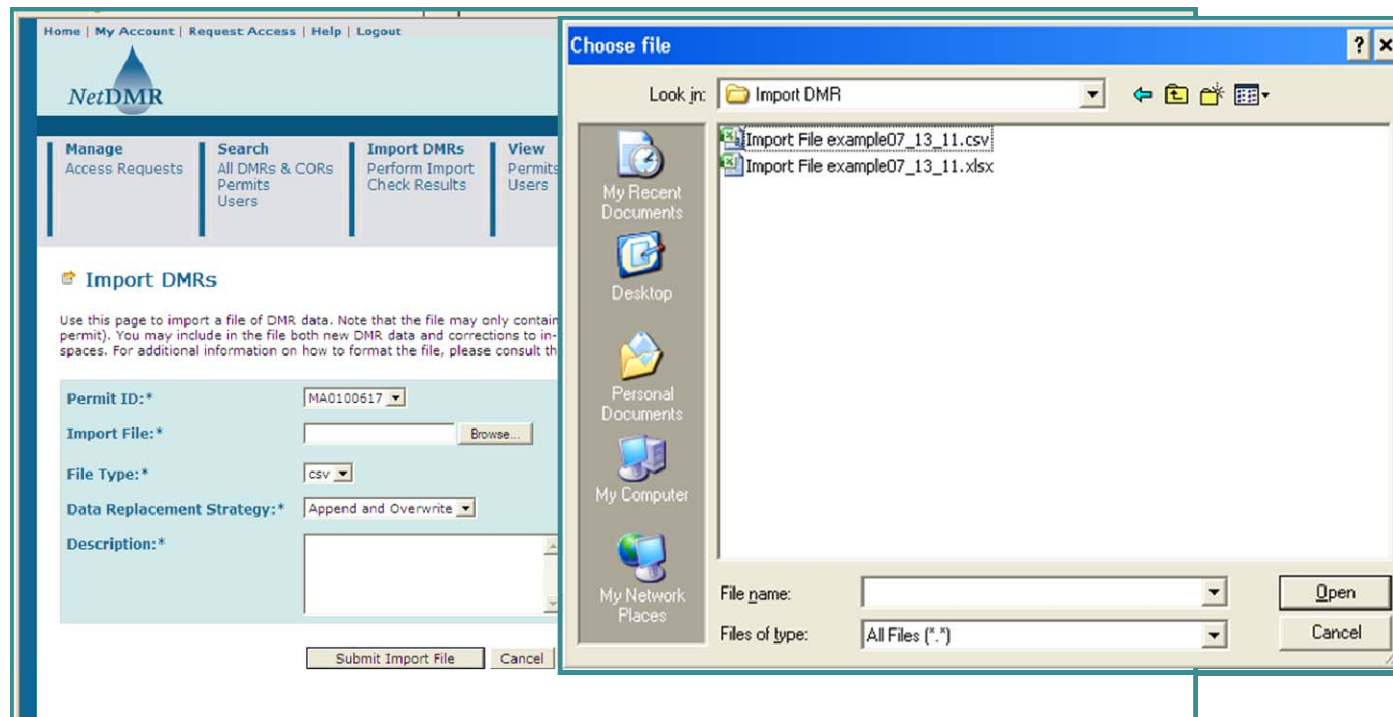 Home | My Account | Request Access | Help | Logout
NetDMR
Manage
Access Requests
Search
All DMRs & CORs
Permits
Users
Import DMRs
Perform Import
Check Results
View
Permits
Users
Import DMRs
Use this page to import a file of DMR data. Note that the file may only contain
permit). You may include in the file both new DMR data and corrections to in-
spaces. For additional information on how to format the file, please consult th
Permit ID:*
MA0100617
Import File:*
Browse...
File Type:*
csv
Data Replacement Strategy:*
Append and Overwrite
Description:*
Submit Import File
Cancel
Choose file
Look in:
Import DMR
My Recent
Documents
Desktop
Personal
Documents
My Computer
My Network
Places
Import File example07_13_11.csv
Import File example07_13_11.xlsx
File name:
Open
Files of type:
All Files (*.*)
Cancel